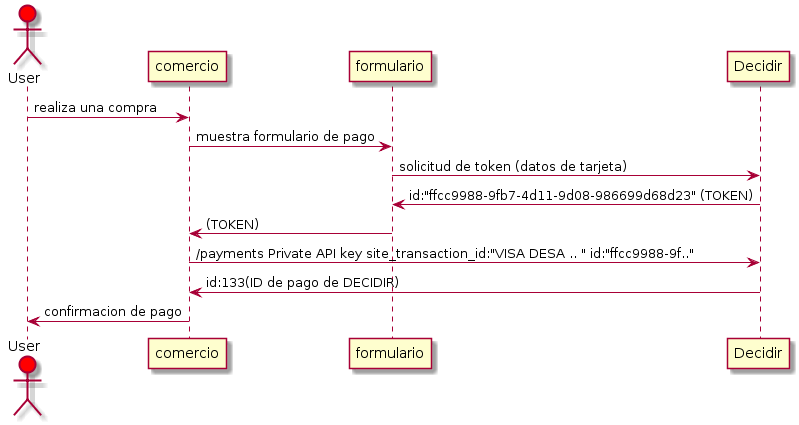 User
comercio
formulario
Decidir
realiza una compra
muestra formulario de pago
solicitud de token (datos de tarjeta)
id:"ffcc9988-9fb7-4d11-9d08-986699d68d23" (TOKEN)
(TOKEN)
/payments Private API key site_transaction_id:"VISA DESA .. " id:"ffcc9988-9f.."
id:133(ID de pago de DECIDIR)
confirmacion de pago
User
comercio
formulario
Decidir